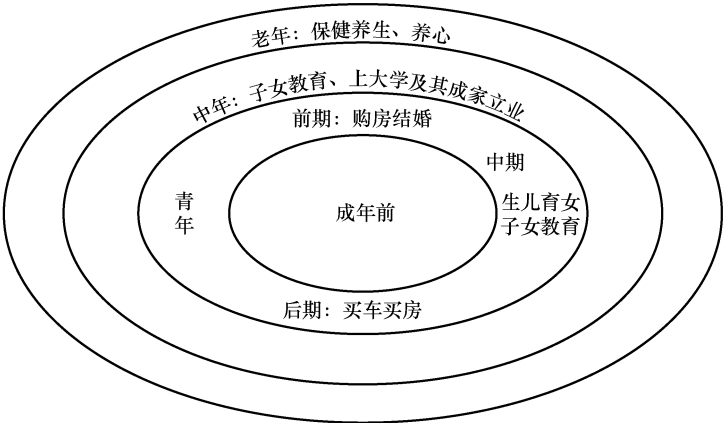 老年：保健养生、养心
中年：子女教育、上大学及其成家立业
前期：购房结婚
中期
青年
成年前
生儿育女
子女教育
后期：买车买房